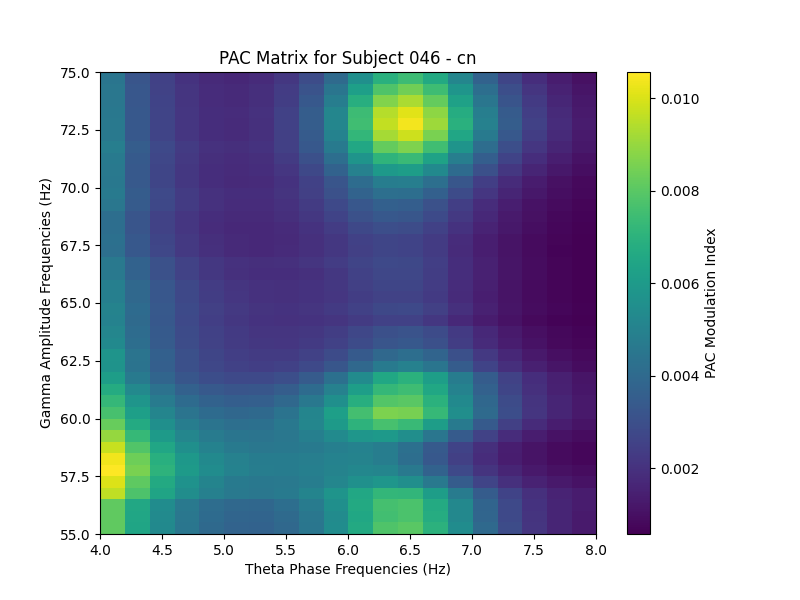 PAC Matrix for Subject 046 - cn
75.0
72.5
70.0
67.5
65.0
62.5
60.0
57.5
55.0
Gamma Amplitude Frequencies (Hz)
4.0 4.5 5.0 5.5 6.0 6.5 7.0 7.5 8.0
Theta Phase Frequencies (Hz)
0.010
0.008
0.006
0.004
0.002
PAC Modulation Index